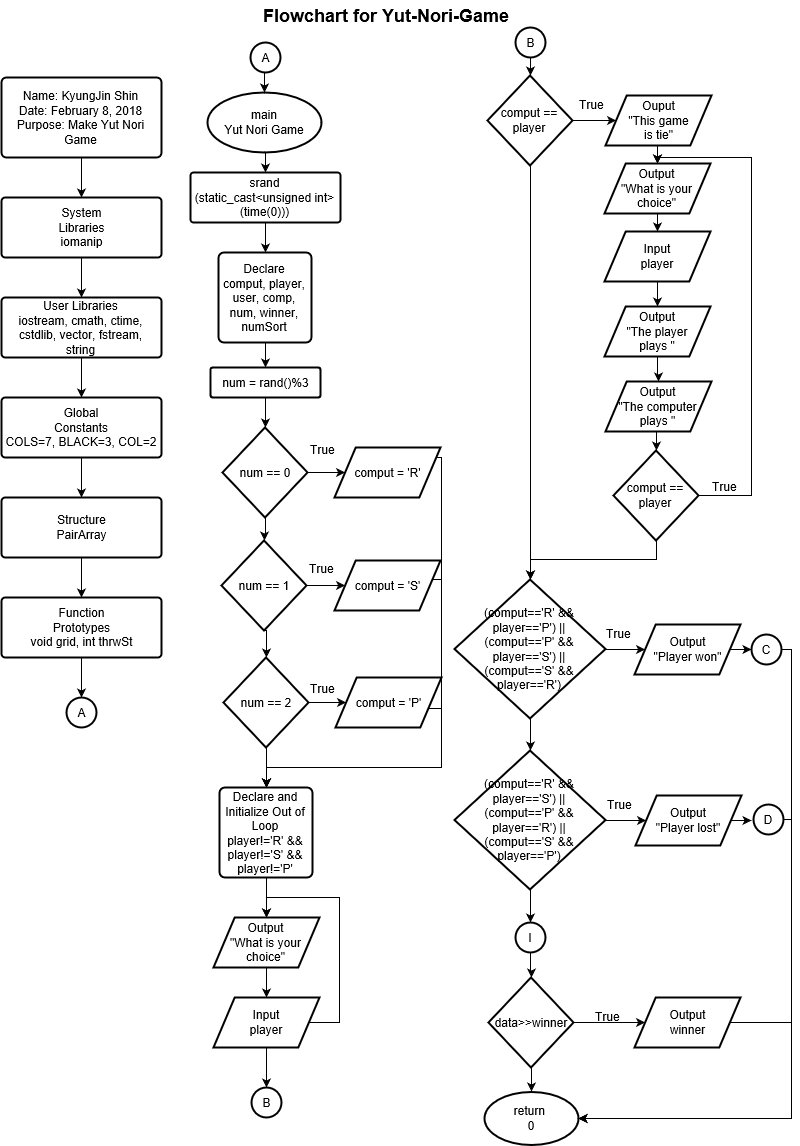 Flowchart for Yut-Nori-Game
Name: KyungJin Shin
Date: February 8, 2018
Purpose: Make Yut Nori
Game
System
Libraries
iomanip
User Libraries
iostream, cmath, ctime,
cstdlib, vector, fstream,
string
Global
Constants
COLS=7, BLACK=3, COL=2
Structure
PairArray
Function
Prototypes
void grid, int thrwSt
A
A
main
Yut Nori Game
srand
(static_cast<unsigned int>
(time(0)))
Declare
comput, player,
user, comp,
num, winner,
numSort
num = rand()%3
num == 0
True
comput = 'R'
num == 1
True
comput = 'S'
num == 2
True
comput = 'P'
Declare and
Initialize Out of
Loop
player!='R' &&
player!='S' &&
player!='P'
Output
"What is your
choice"
Input
player
B
B
comput ==
player
True
Ouput
"This game
is tie"
Output
"What is your
choice"
Input
player
Output
"The player
plays "
Output
"The computer
plays "
comput ==
player
True
(comput=='R' &&
player=='P') ||
(comput=='P' &&
player=='S') ||
(comput=='S' &&
player=='R')
True
Output
"Player won"
C
(comput=='R' &&
player=='S') ||
(comput=='P' &&
player=='R') ||
(comput=='S' &&
player=='P')
True
Output
"Player lost"
D
I
data>>winner
True
Output
winner
return
0